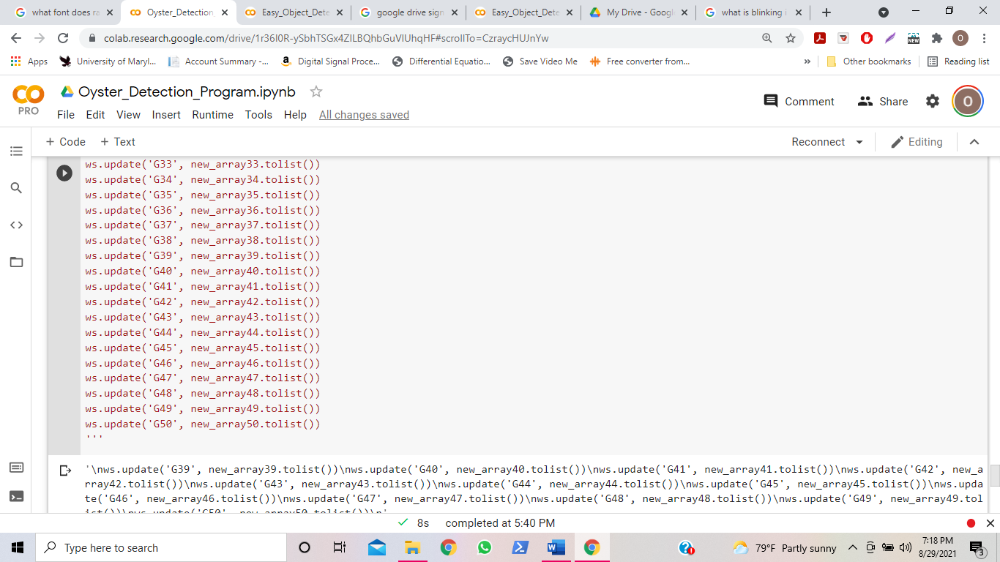 what font does ra
Oyster_Detection
Easy_Object_Dete
google drive sign
Easy_Object_Dete
My Drive - Googl
what is blinking i
colab.research.google.com/drive/1r36I0R-ySbhTSGx4ZILBQhbGuVlUhqHF#scrollTo=CzraycHUJnYw
Apps
University of Maryl...
Account Summary -...
Digital Signal Proce...
Differential Equatio...
Save Video Me
Free converter from...
»
Other bookmarks
Reading list
PRO
Oyster_Detection_Program.ipynb
File Edit View Insert Runtime Tools Help All changes saved
Comment
Share
O
+ Code + Text
Reconnect
Editing
ws.update('G33', new_array33.tolist())
ws.update('G34', new_array34.tolist())
ws.update('G35', new_array35.tolist())
ws.update('G36', new_array36.tolist())
ws.update('G37', new_array37.tolist())
ws.update('G38', new_array38.tolist())
ws.update('G39', new_array39.tolist())
ws.update('G40', new_array40.tolist())
ws.update('G41', new_array41.tolist())
ws.update('G42', new_array42.tolist())
ws.update('G43', new_array43.tolist())
ws.update('G44', new_array44.tolist())
ws.update('G45', new_array45.tolist())
ws.update('G46', new_array46.tolist())
ws.update('G47', new_array47.tolist())
ws.update('G48', new_array48.tolist())
ws.update('G49', new_array49.tolist())
ws.update('G50', new_array50.tolist())
'''
'\nws.update('G39', new_array39.tolist())\nws.update('G40', new_array40.tolist())\nws.update('G41', new_array41.tolist())\nws.update('G42', new_a
rray42.tolist())\nws.update('G43', new_array43.tolist())\nws.update('G44', new_array44.tolist())\nws.update('G45', new_array45.tolist())\nws.upda
te('G46', new_array46.tolist())\nws.update('G47', new_array47.tolist())\nws.update('G48', new_array48.tolist())\nws.update('G49', new_array49.tol
ist())\nws.update('G50', new_array50.tolist())\n'
8s completed at 5:40 PM
Type here to search
79°F Partly sunny
7:18 PM
8/29/2021
3